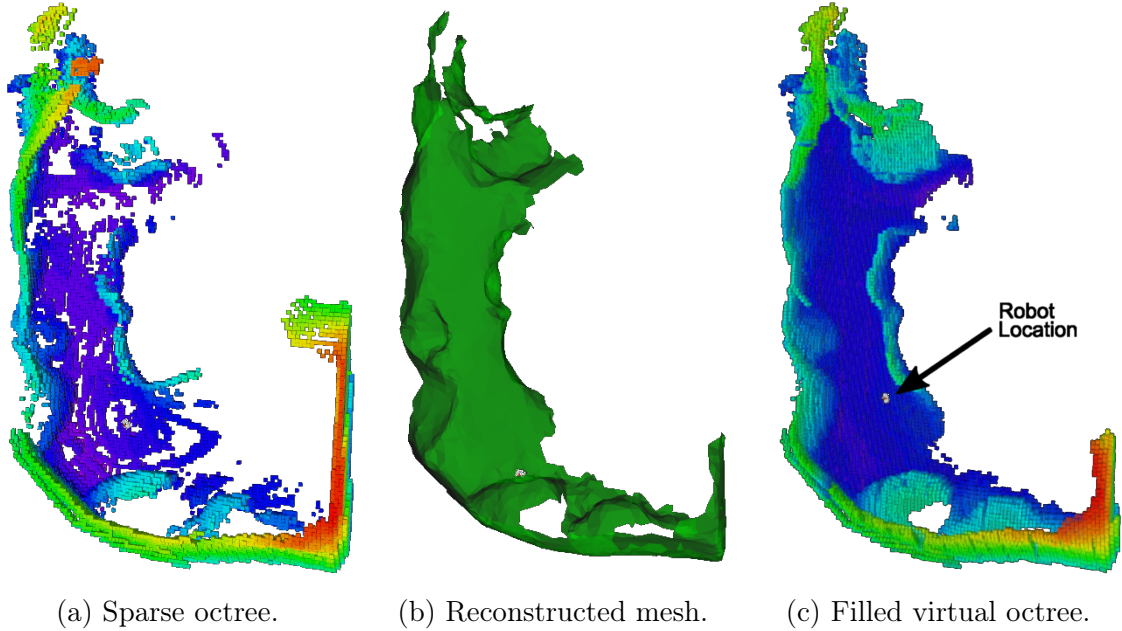 Robot
Location
(a) Sparse octree.
(b) Reconstructed mesh.
(c) Filled virtual octree.